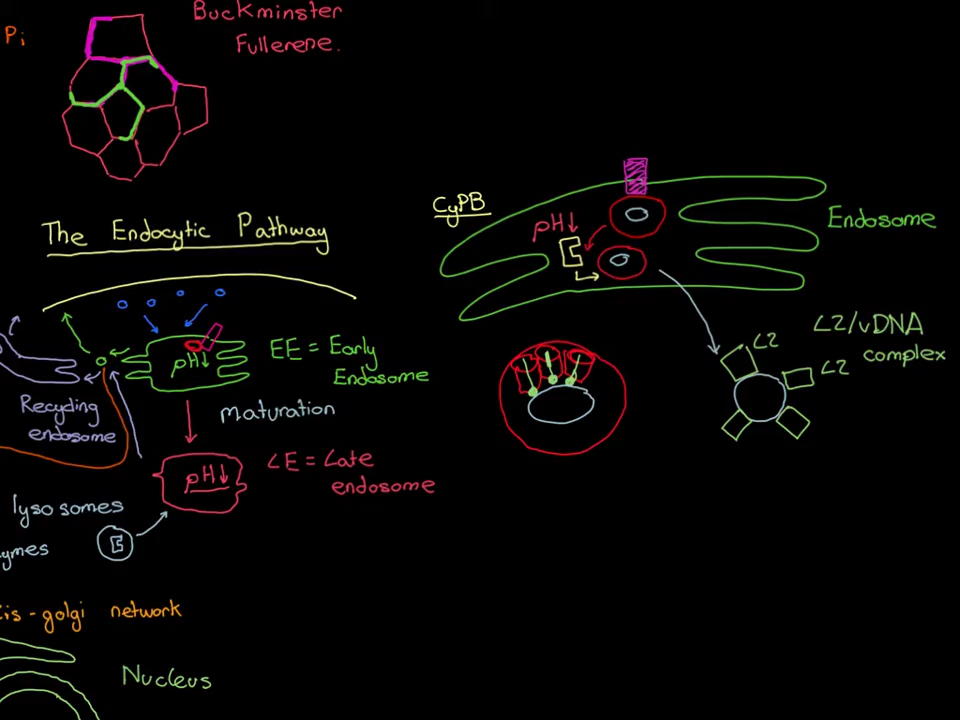 Pi
Buckminster
Fullerene.
The Endocytic Pathway
pH↓
EE = Early
Endosome
maturation
Recycling
endosome
pH↓
LE = Late
endosome
lysosomes
ymes
Cis-golgi network
Nucleus
CyPB
pH↓
Endosome
L2/vDNA
complex
L2
L2